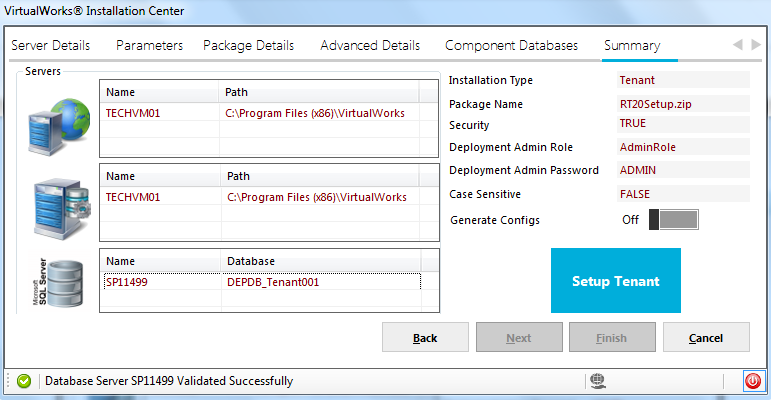 VirtualWorks® Installation Center
Server Details Parameters Package Details Advanced Details Component Databases Summary
Servers
Name Path
TECHVM01 C:\Program Files (x86)\VirtualWorks
Name Path
TECHVM01 C:\Program Files (x86)\VirtualWorks
Microsoft
SQL Server
Name Database
SP11499 DEPDB_Tenant001
Installation Type Tenant
Package Name RT20Setup.zip
Security TRUE
Deployment Admin Role AdminRole
Deployment Admin Password ADMIN
Case Sensitive FALSE
Generate Configs Off
Setup Tenant
Back Next Finish Cancel
Database Server SP11499 Validated Successfully